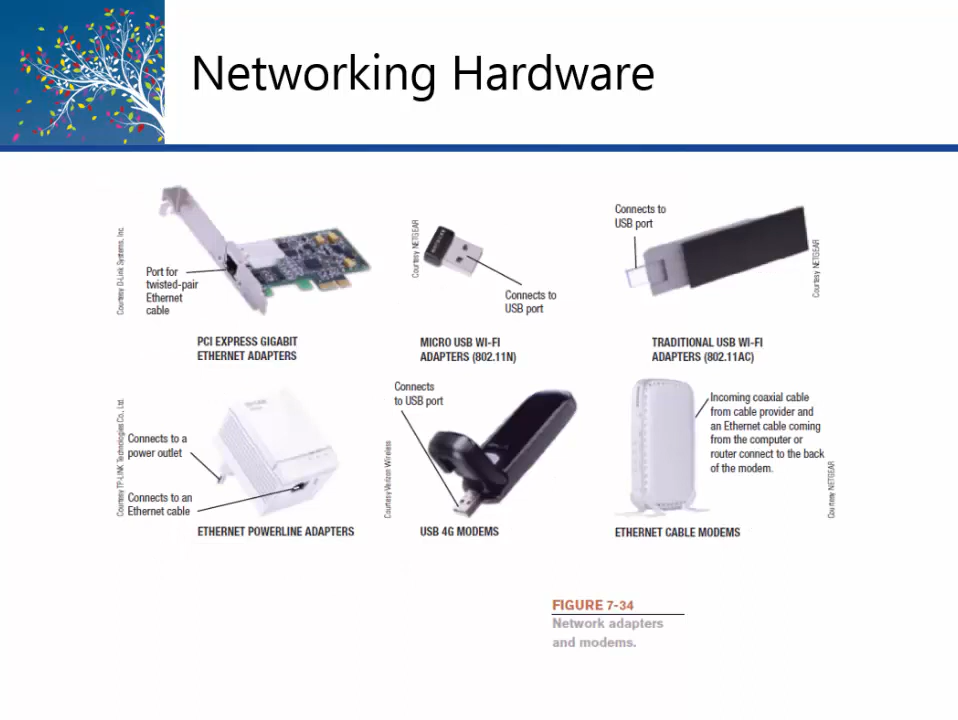 Networking Hardware
Courtesy D-Link Systems, Inc.
Port for
twisted-pair
Ethernet
cable
PCI EXPRESS GIGABIT
ETHERNET ADAPTERS
Courtesy NETGEAR
Connects to
USB port
MICRO USB WI-FI
ADAPTERS (802.11N)
Connects to
USB port
Courtesy NETGEAR
TRADITIONAL USB WI-FI
ADAPTERS (802.11AC)
Courtesy TP-LINK Technologies Co., Ltd.
Connects to a
power outlet
Connects to an
Ethernet cable
ETHERNET POWERLINE ADAPTERS
Connects
to USB port
Courtesy Verizon Wireless
USB 4G MODEMS
Incoming coaxial cable
from cable provider and
an Ethernet cable coming
from the computer or
router connect to the back
of the modem.
Courtesy NETGEAR
ETHERNET CABLE MODEMS
FIGURE 7-34
Network adapters
and modems.